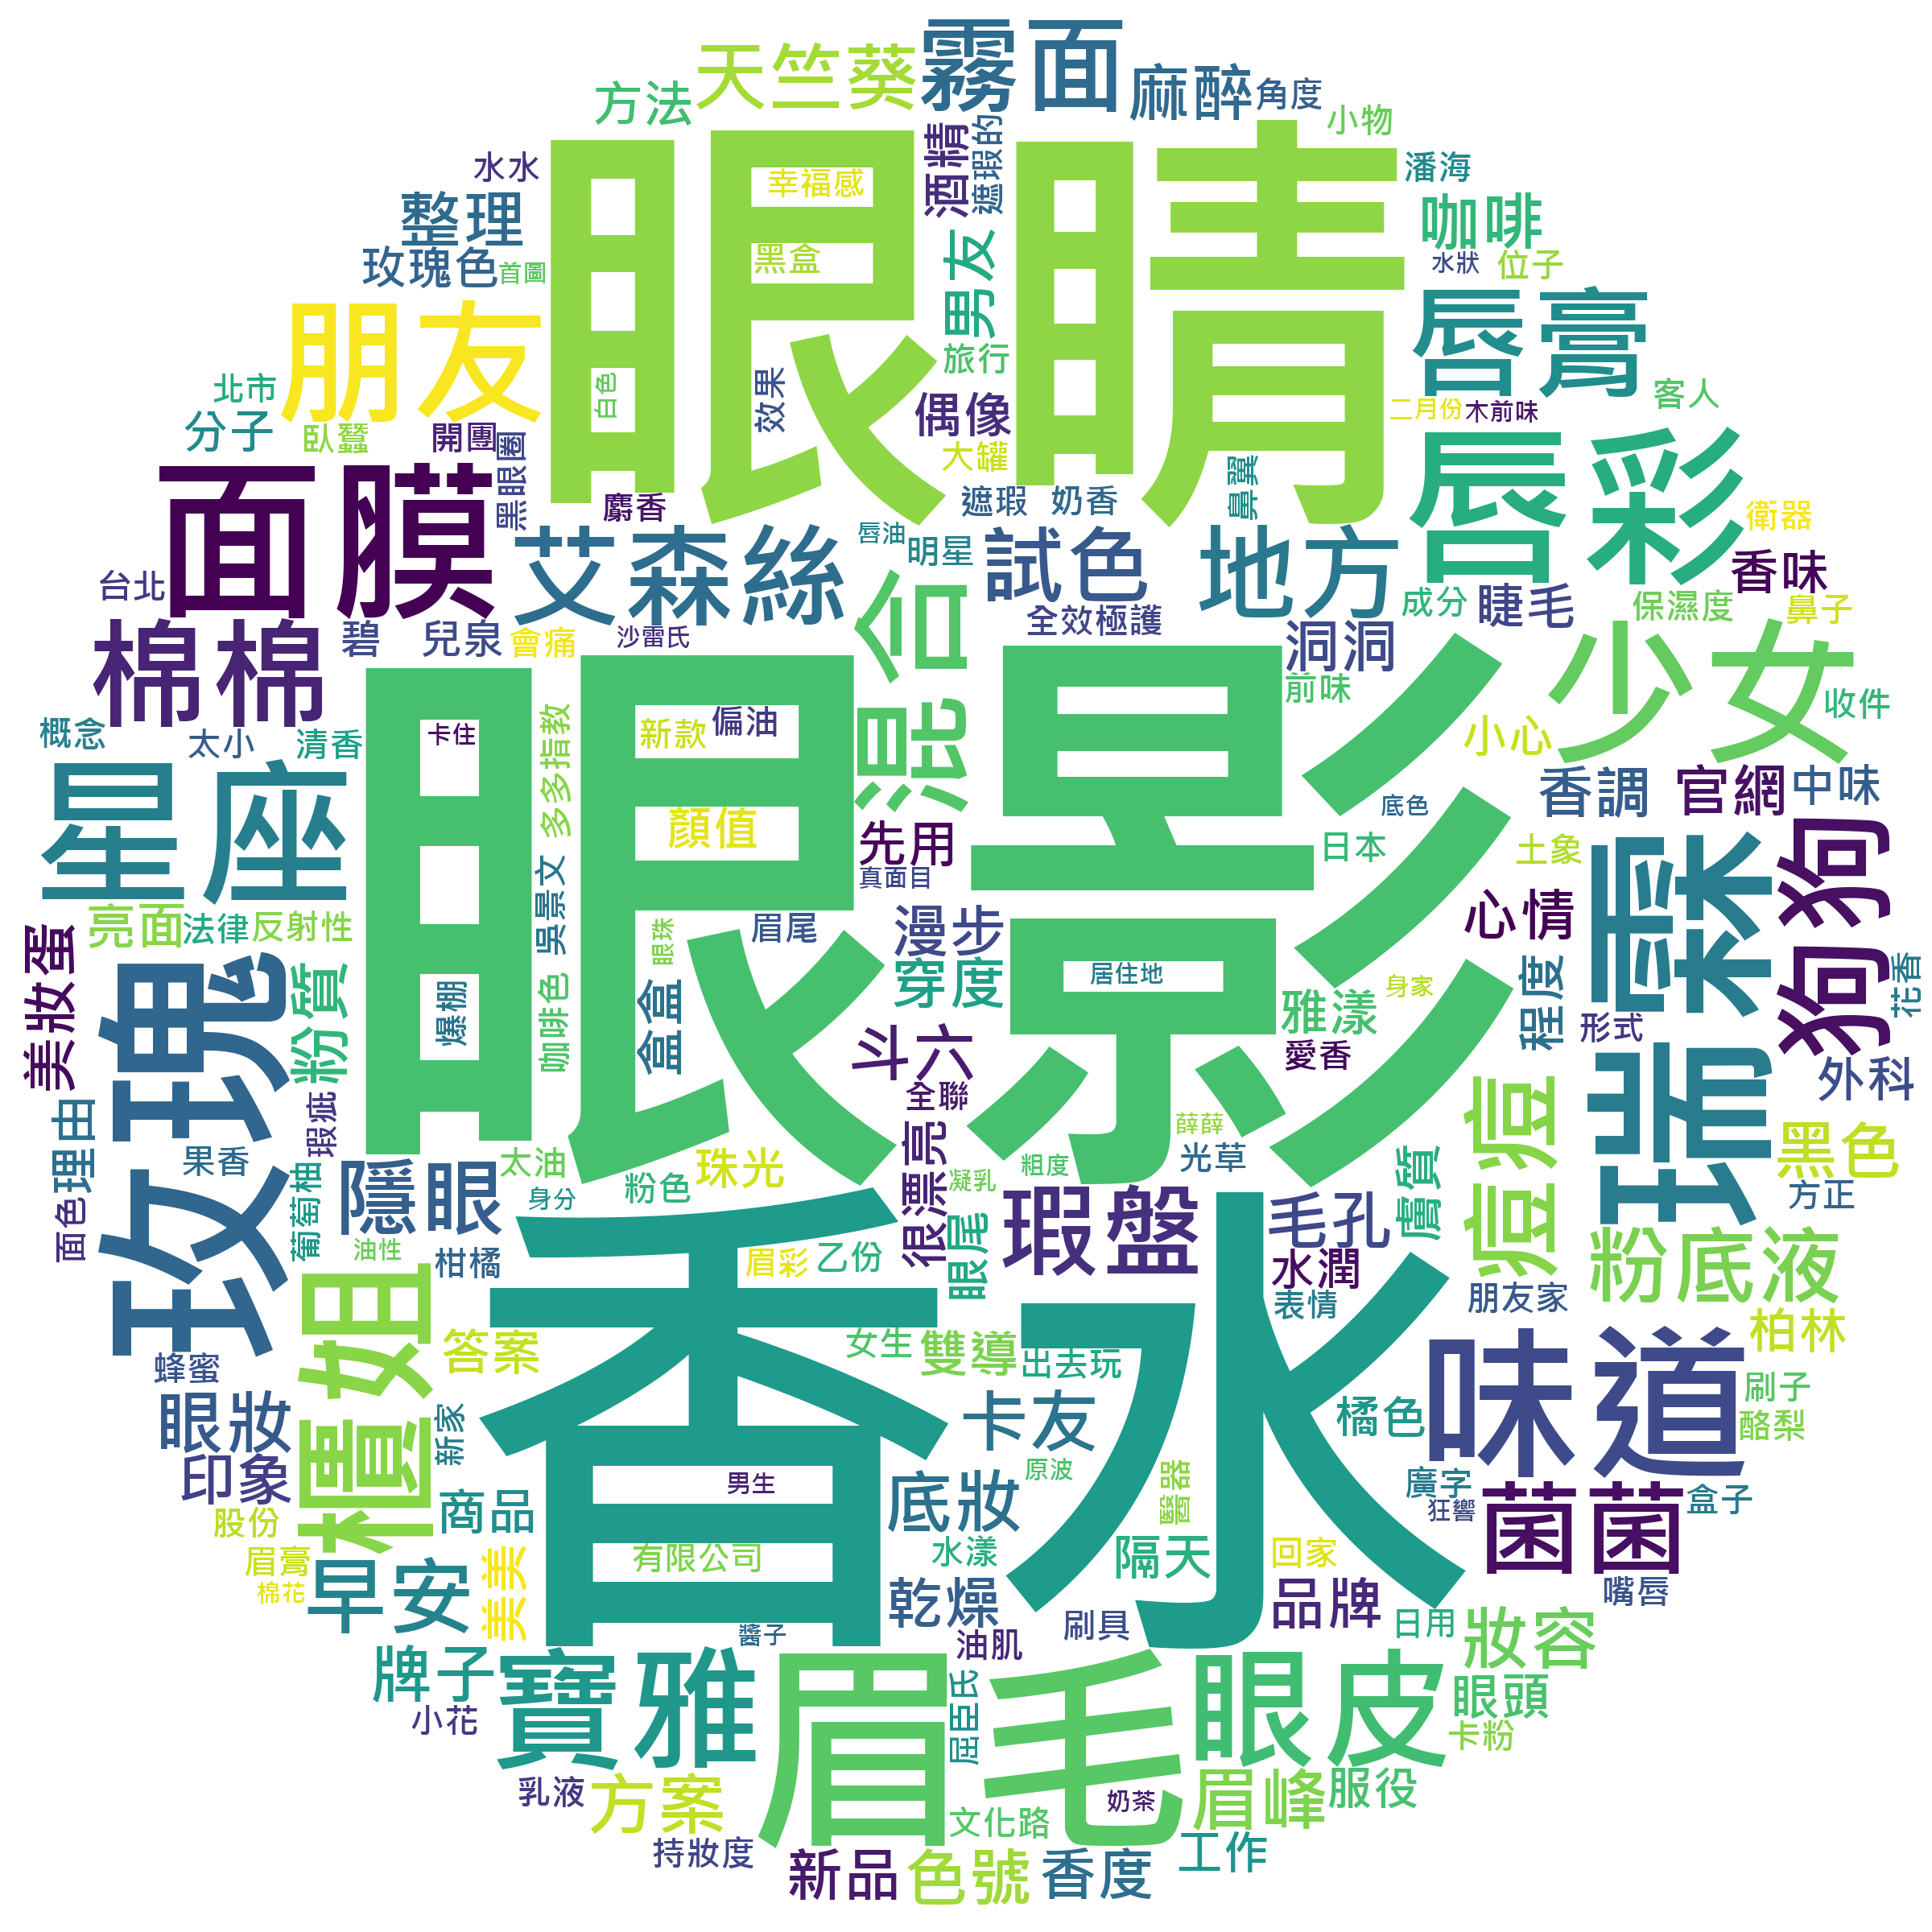 霧面
天竺葵
麻醉
方法
角度
小物
眼睛
幸福感
黑盒
白色
效果
酒精
遮瑕的
水水
潘海
整理
咖啡
玫瑰色
首圖
男友
水狀
位子
朋友
唇膏
旅行
北市
分子
臥蠶
開團
黑眼圈
偶像
大罐
二月份
木前味
客人
面膜
唇彩
麝香
遮瑕
奶香
鼻翼
衛器
艾森絲
唇油
明星
試色
地方
香味
台北
成分
睫毛
保濕度
鼻子
棉棉
碧
兒泉
會痛
沙雷氏
混合
全效極護
洞洞
少女
概念
太小
清香
眼影
卡住
多多指教
新款
偏油
前味
小心
收件
星座
顏值
先用
真面目
底色
日本
香調
官網
中味
土象
狗狗
美妝蛋
亮面
法律
反射性
吳景文
眉尾
眼珠
漫步
心情
瑞霖
玫瑰
粉質
爆棚
咖啡色
盒盒
穿度
居住地
雅漾
身家
程度
形式
花香
斗六
愛香
外科
理由
瑕疵
全聯
痘痘
果香
葡萄柚
隱眼
太油
身分
粉色
珠光
很漂亮
凝乳
粗度
薛薛
光草
膚質
黑色
方正
面色
油性
柑橘
香水
眉彩
乙份
眼尾
瑕盤
毛孔
水潤
表情
粉底液
朋友家
柏林
櫃姐
答案
女生
雙導
出去玩
味道
蜂蜜
眼妝
新家
卡友
橘色
刷子
酪梨
印象
男生
底妝
原波
醫器
廣字
狂響
菌菌
盒子
股份
商品
眉膏
棉花
早安
美美
有限公司
水漾
隔天
回家
嘴唇
乾燥
品牌
醬子
油肌
刷具
日用
妝容
牌子
小花
寶雅
眉毛
屈臣氏
眼皮
眼頭
卡粉
乳液
方案
奶茶
眉峰
服役
持妝度
文化路
工作
新品
色號
香度